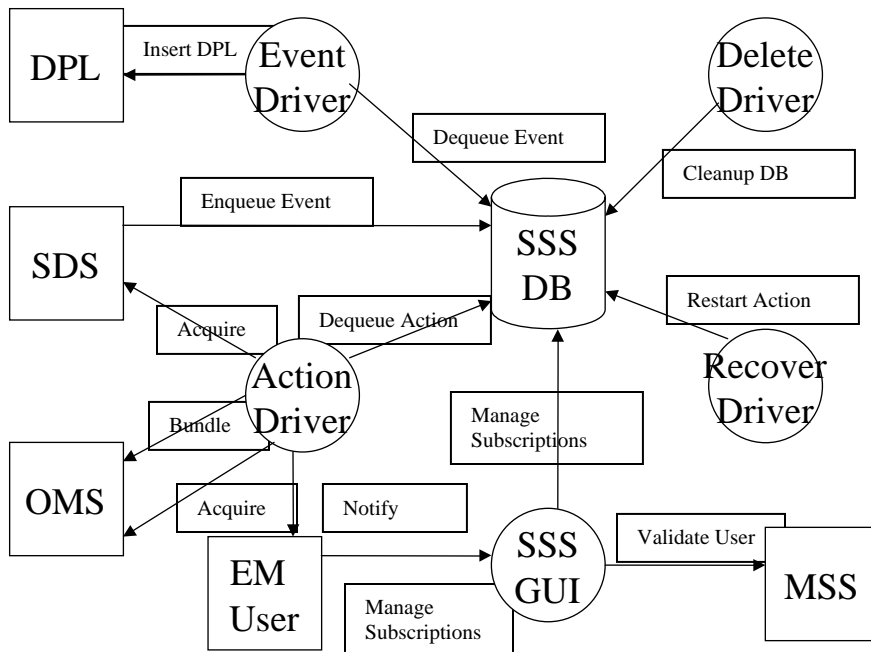 DPL
Insert DPL
Event
Driver
Delete
Driver
Dequeue Event
Cleanup DB
Enqueue Event
SDS
SSS
DB
Restart Action
Acquire
Dequeue Action
Action
Driver
Recover
Driver
Bundle
Manage
Subscriptions
OMS
Acquire
Notify
EM
User
SSS
GUI
Validate User
MSS
Manage
Subscriptions